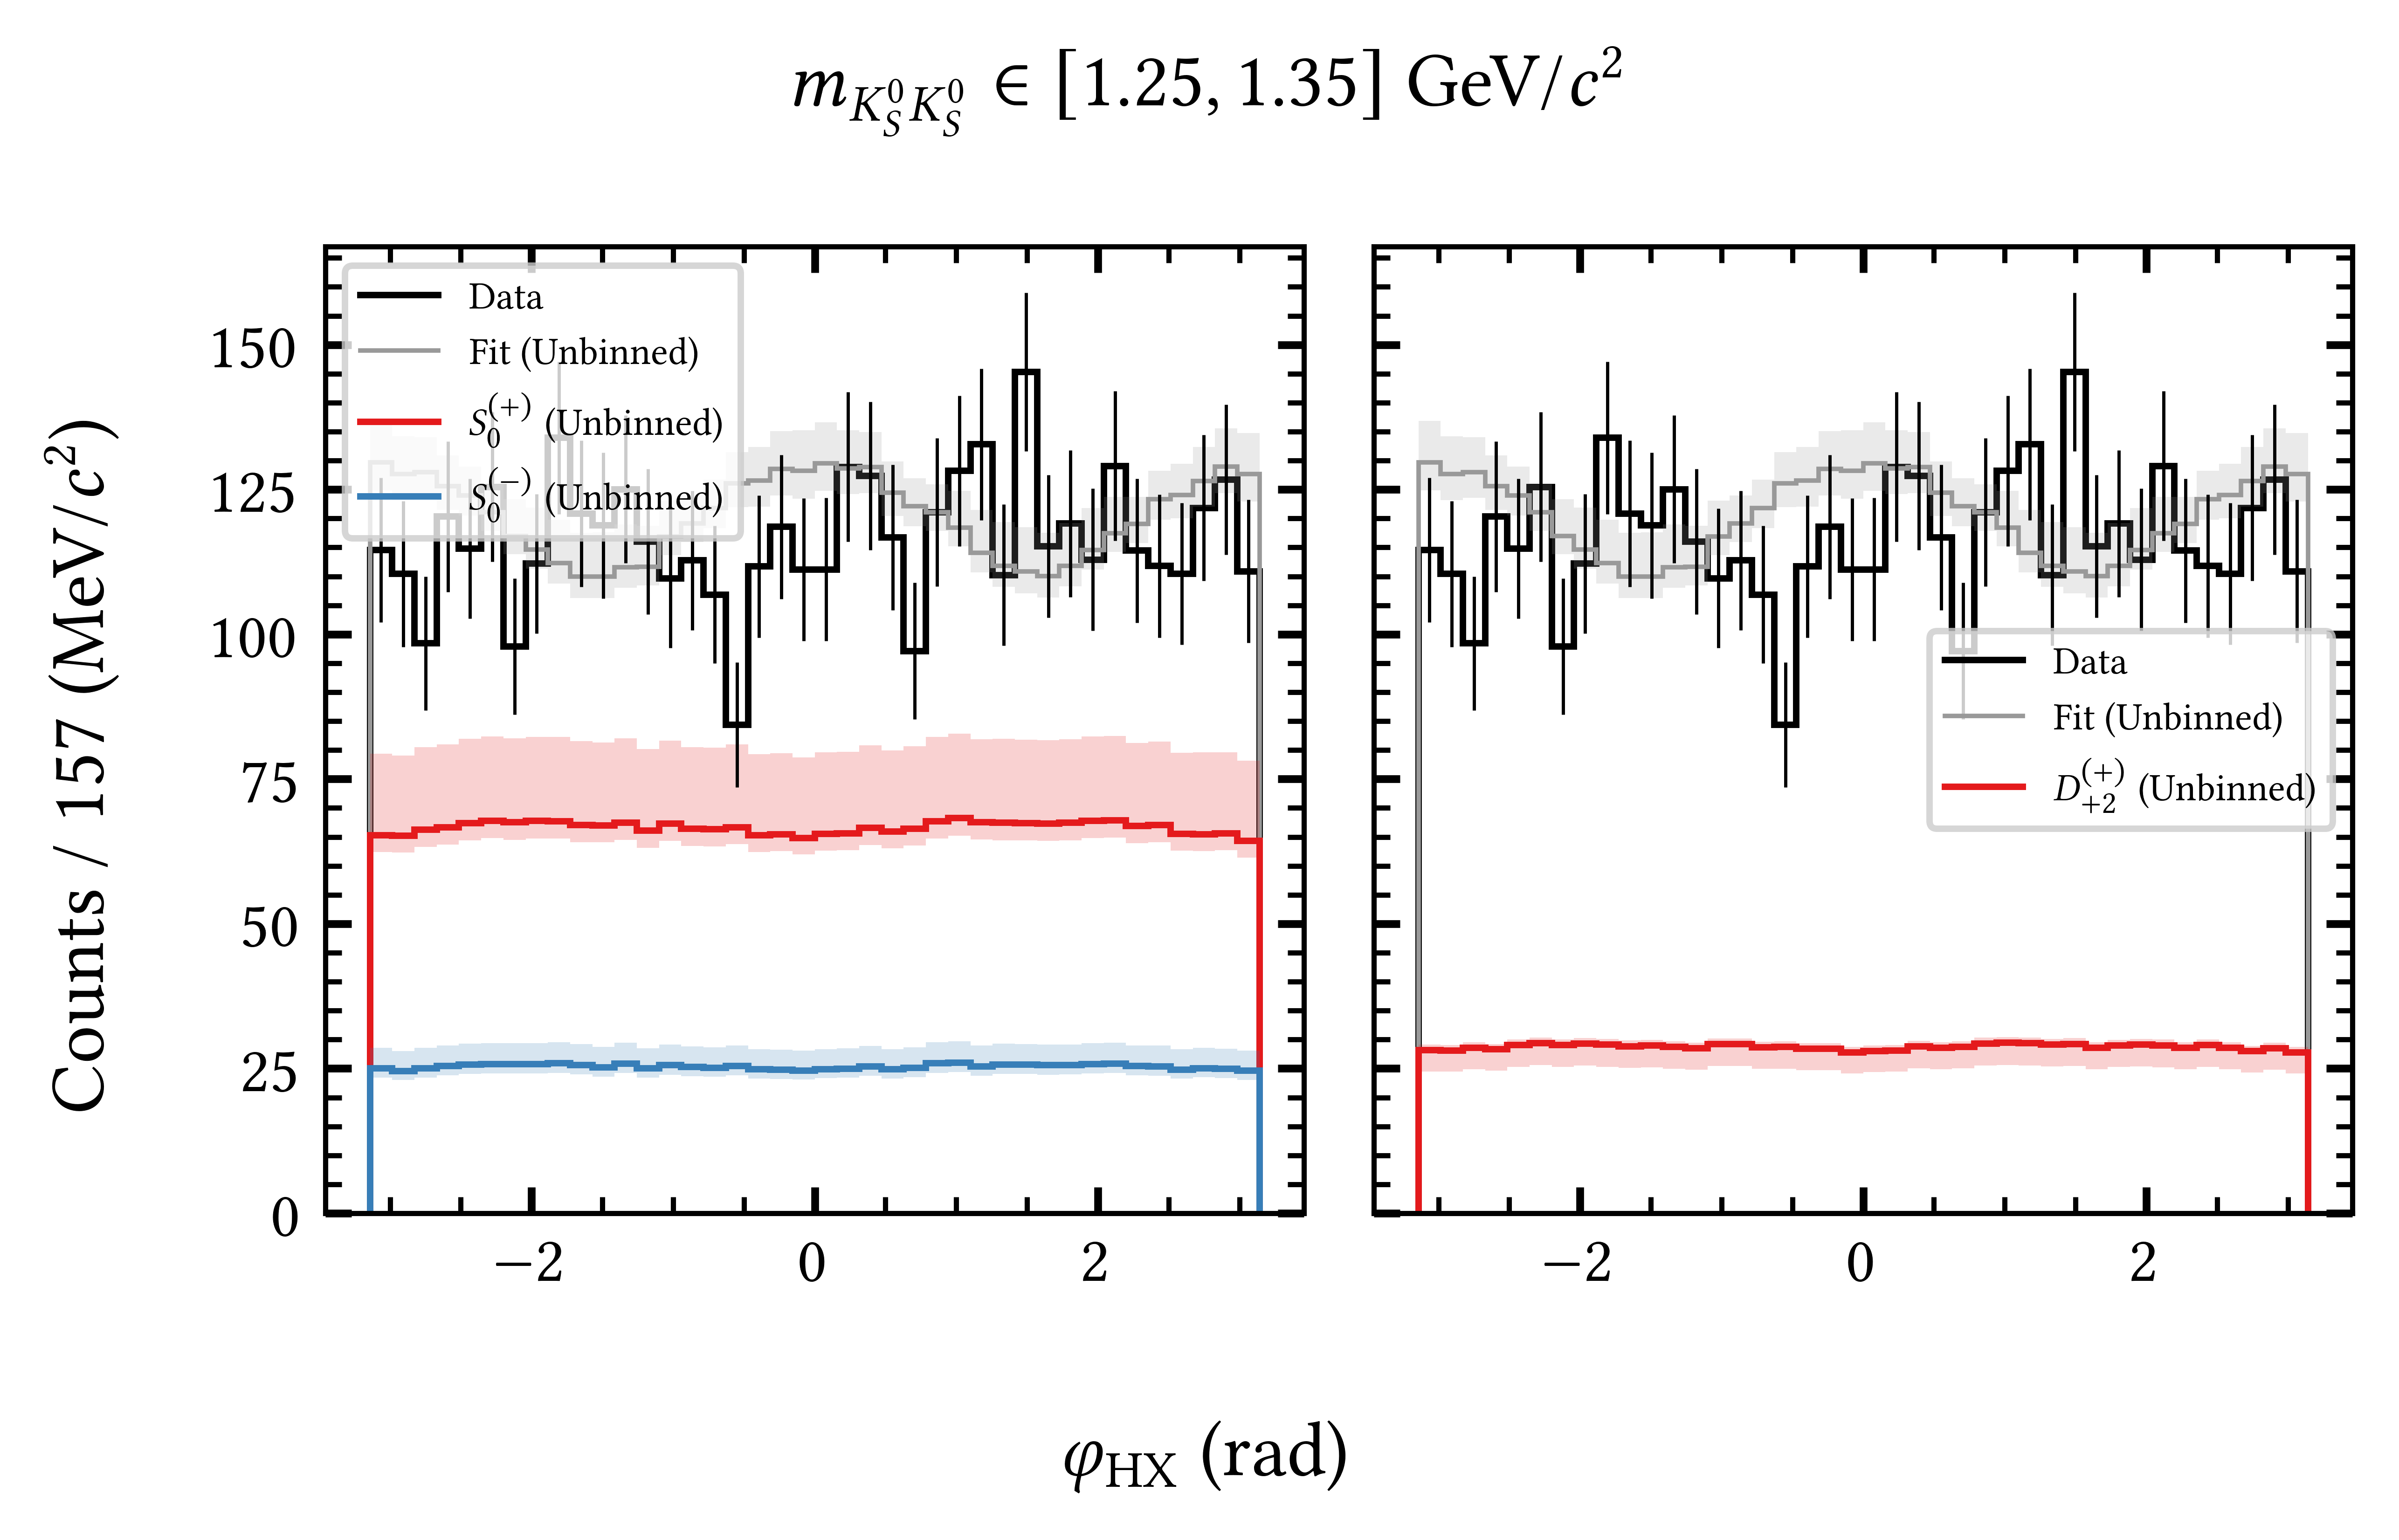 m_{K_S^0 K_S^0} ∈ [1.25, 1.35] GeV/c²
Counts / 157 (MeV/c²)
150
125
100
75
50
25
0
Data
Fit (Unbinned)
S_0^{(+)} (Unbinned)
S_0^{(−)} (Unbinned)
Data
Fit (Unbinned)
D_{+2}^{(+)} (Unbinned)
−2 0 2
−2 0 2
φ_{HX} (rad)